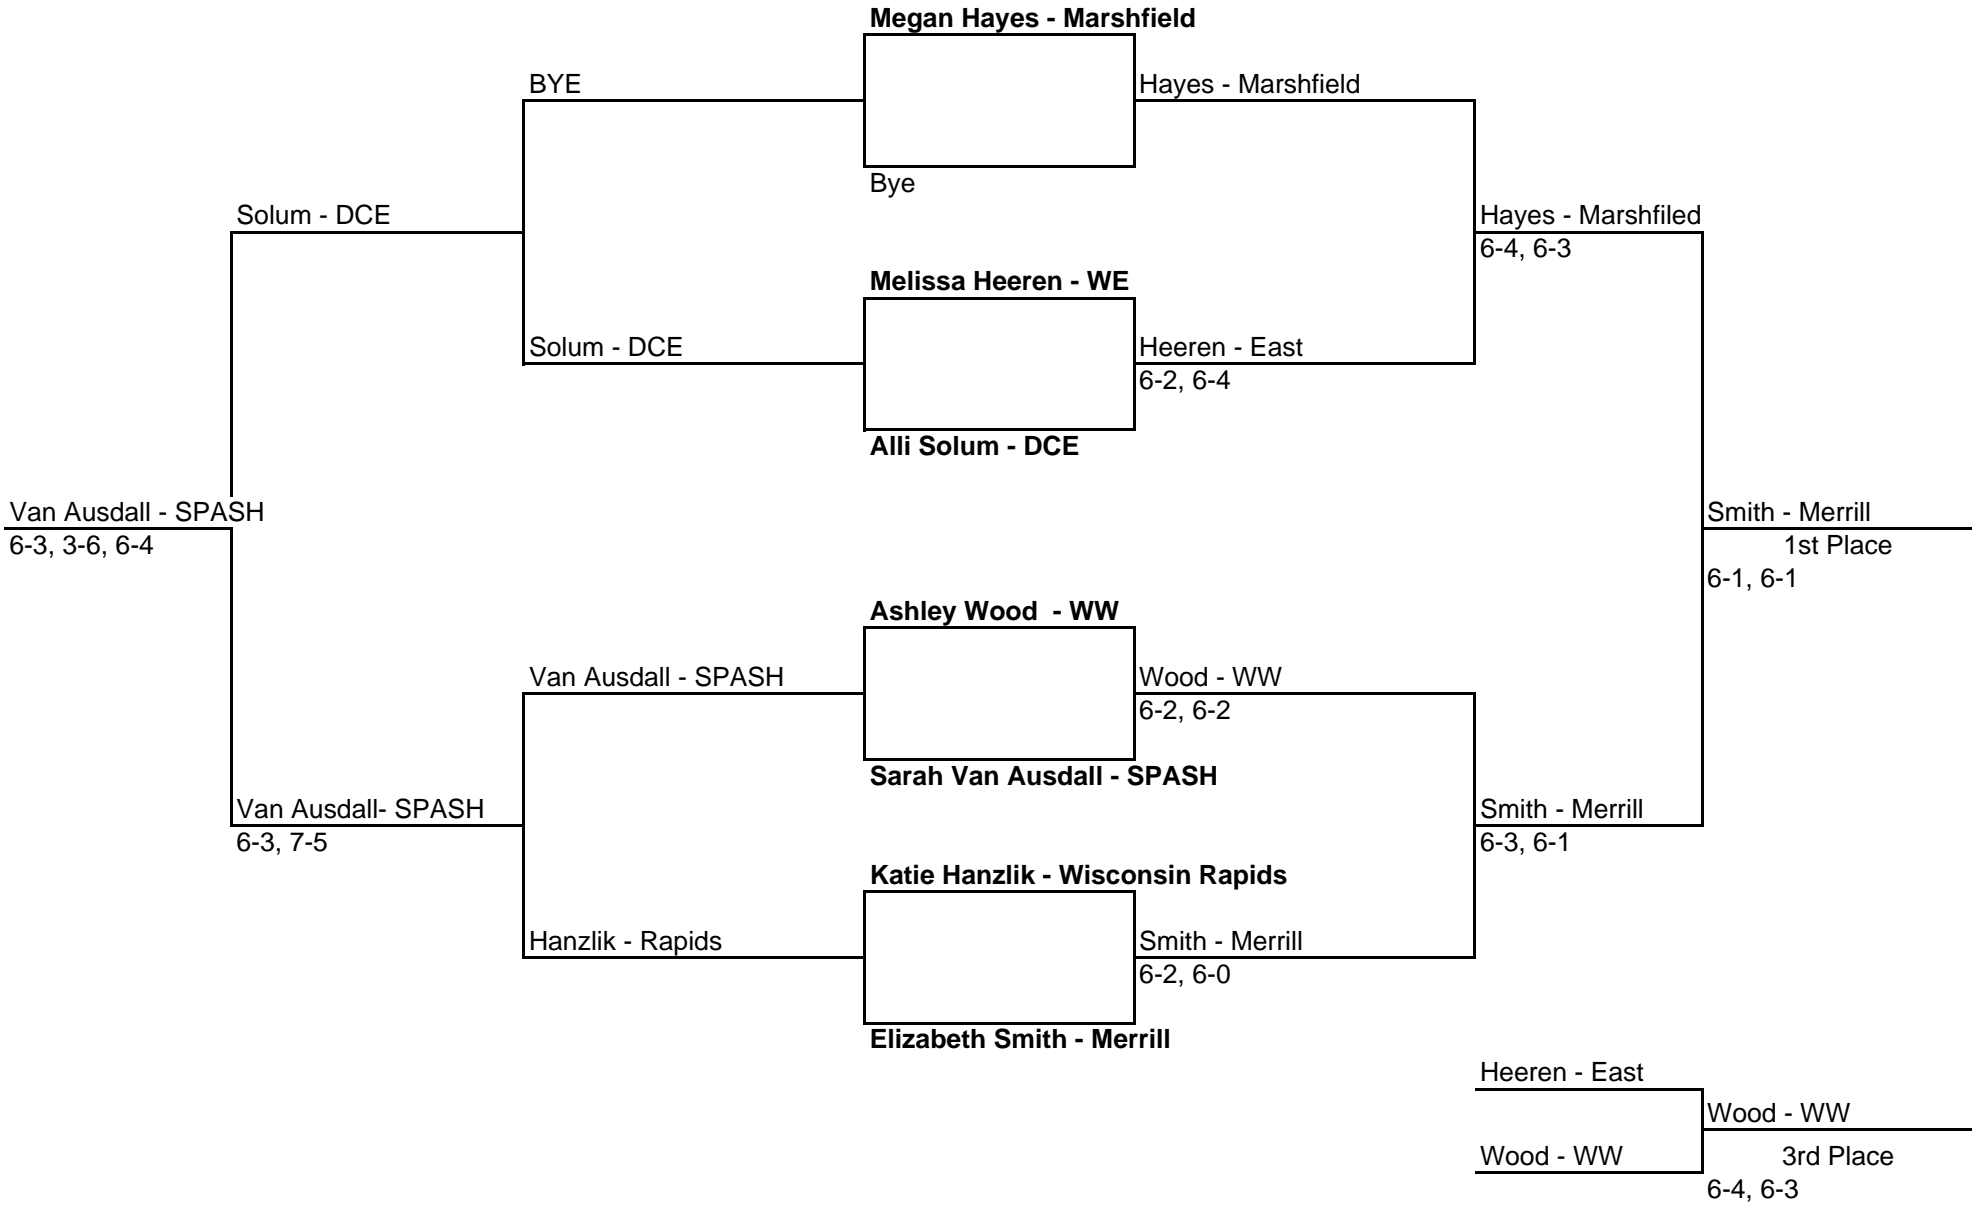 Megan Hayes - Marshfield
BYE
Hayes - Marshfield
Bye
Solum - DCE
Hayes - Marshfiled
6-4, 6-3
Melissa Heeren - WE
Solum - DCE
Heeren - East
6-2, 6-4
Alli Solum - DCE
Van Ausdall - SPASH
6-3, 3-6, 6-4
Smith - Merrill
1st Place
6-1, 6-1
Ashley Wood  - WW
Van Ausdall - SPASH
Wood - WW
6-2, 6-2
Sarah Van Ausdall - SPASH
Van Ausdall- SPASH
6-3, 7-5
Smith - Merrill
6-3, 6-1
Katie Hanzlik - Wisconsin Rapids
Hanzlik - Rapids
Smith - Merrill
6-2, 6-0
Elizabeth Smith - Merrill
Heeren - East
Wood - WW
Wood - WW
3rd Place
6-4, 6-3